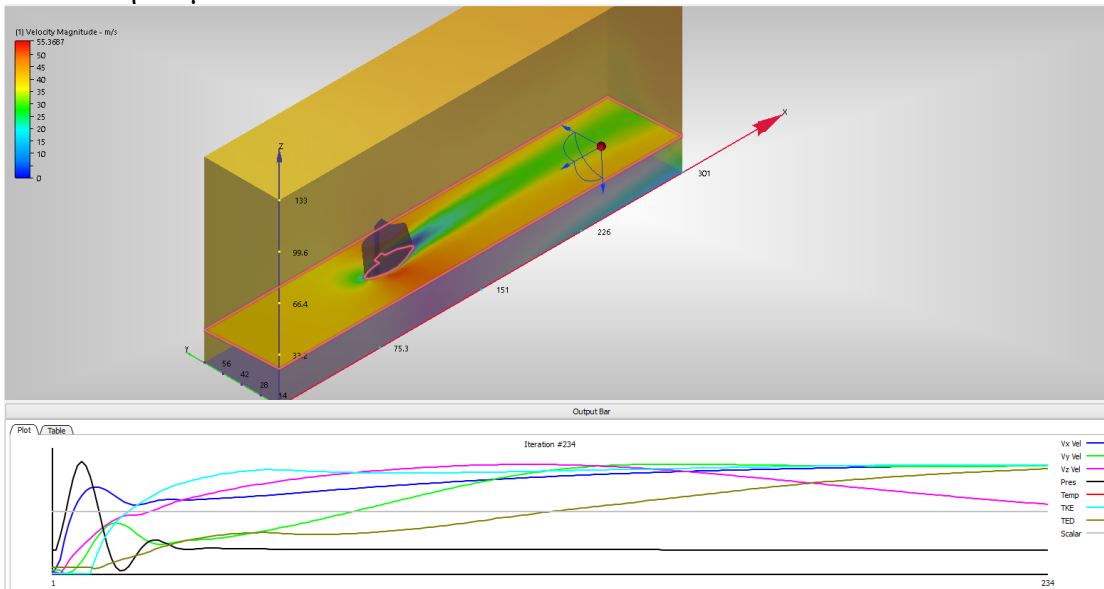 (1) Velocity Magnitude - m/s
55.3687
50
45
40
35
30
25
20
15
10
0
Z
133
99.6
66.4
33.2
Y
56
42
28
14
75.3
151
226
301
X
Output Bar
Plot Table
Iteration #234
Vx Vel
Vy Vel
Vz Vel
Pres
Temp
TKE
TED
Scalar
1
234